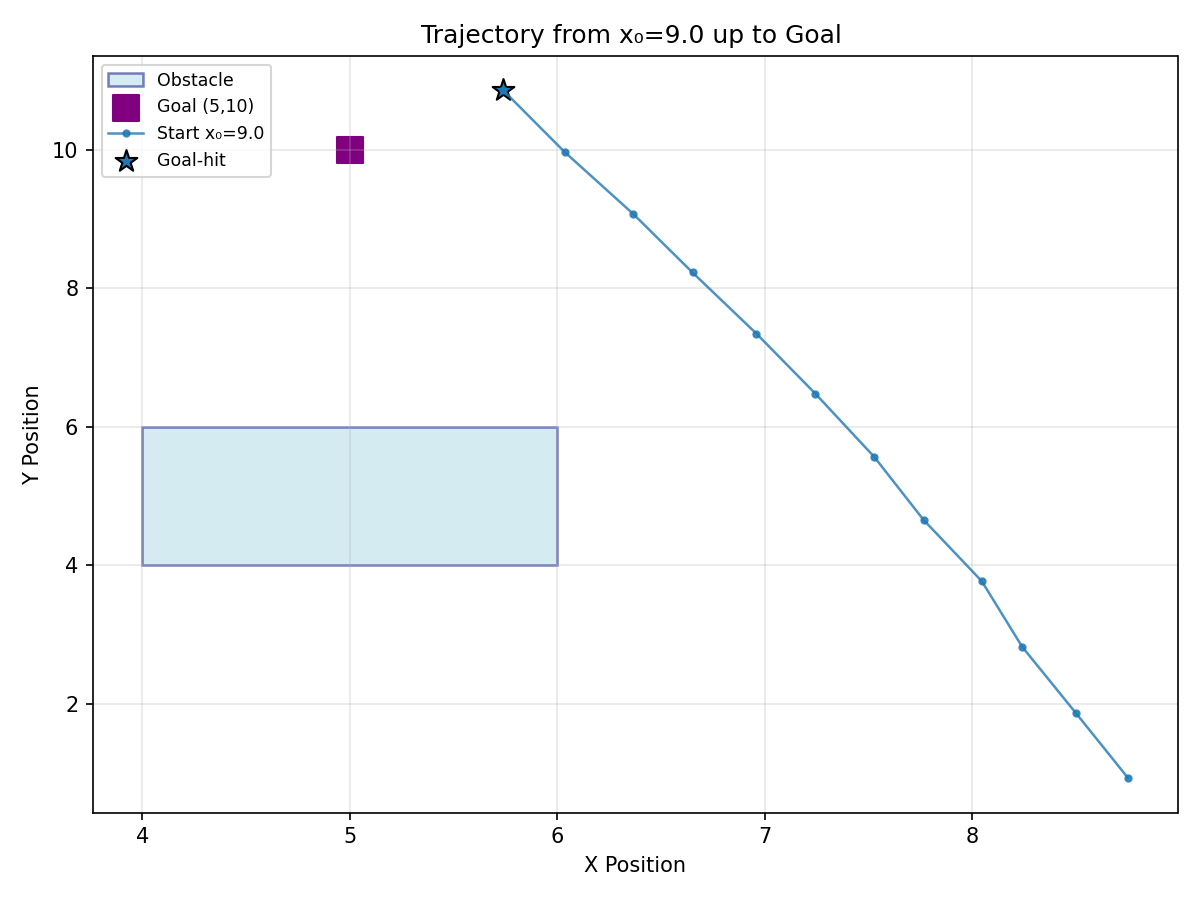 Trajectory from x₀=9.0 up to Goal
Obstacle
Goal (5,10)
Start x₀=9.0
Goal-hit
10
8
6
4
2
Y Position
4
5
6
7
8
X Position